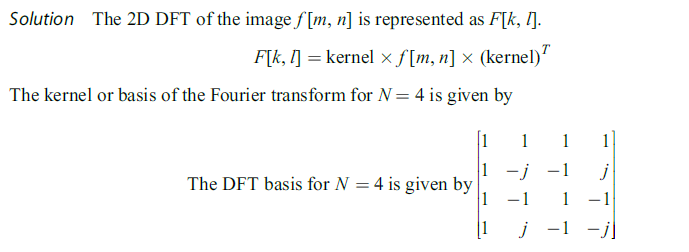 Solution The 2D DFT of the image f[m, n] is represented as F[k, l].
F[k, l] = kernel × f[m, n] × (kernel)^T
The kernel or basis of the Fourier transform for N = 4 is given by
The DFT basis for N = 4 is given by
[1 1 1 1]
[1 −j −1 j]
[1 −1 1 −1]
[1 j −1 −j]